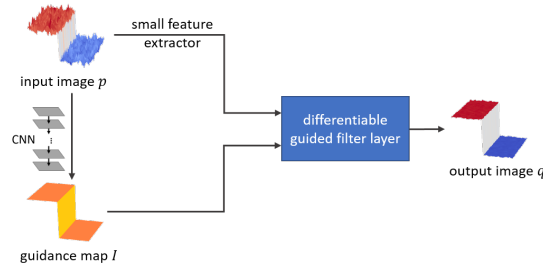 small feature
extractor
input image p
CNN
differentiable
guided filter layer
output image q
guidance map I